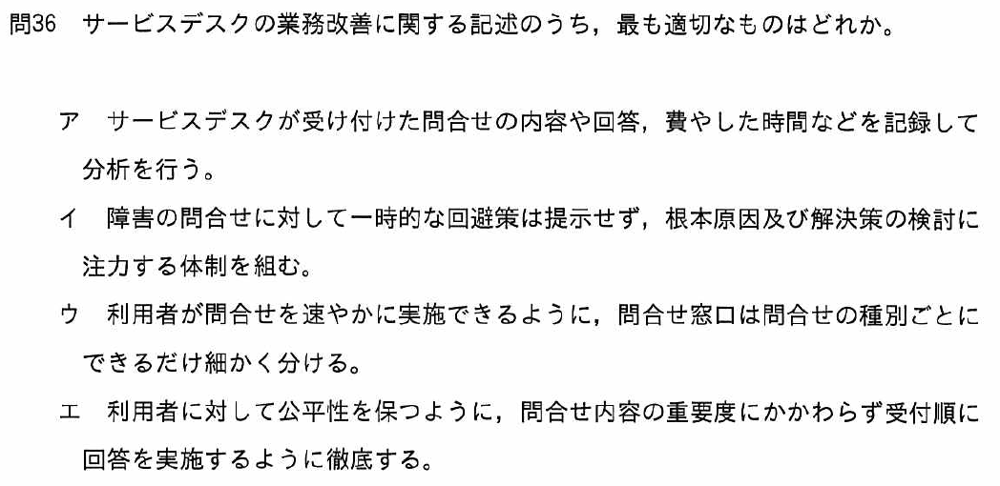 問36 サービスデスクの業務改善に関する記述のうち，最も適切なものはどれか。
ア サービスデスクが受け付けた問合せの内容や回答，費やした時間などを記録して
分析を行う。
イ 障害の問合せに対して一時的な回避策は提示せず，根本原因及び解決策の検討に
注力する体制を組む。
ウ 利用者が問合せを速やかに実施できるように，問合せ窓口は問合せの種別ごとに
できるだけ細かく分ける。
エ 利用者に対して公平性を保つように，問合せ内容の重要度にかかわらず受付順に
回答を実施するように徹底する。